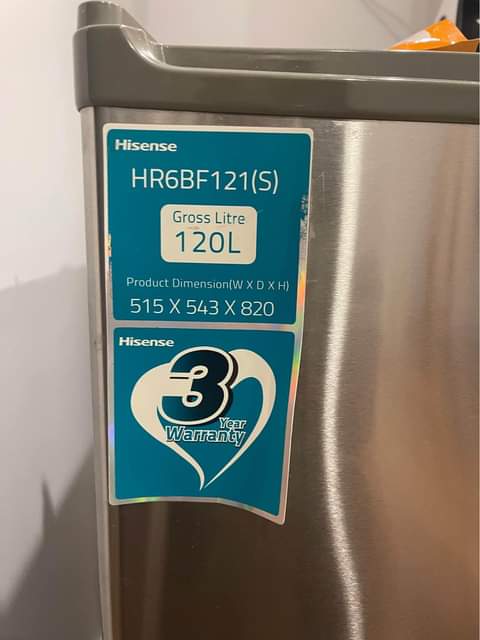 Hisense
HR6BF121(S)
Gross Litre
120L
Product Dimension(W X D X H)
515 X 543 X 820
Hisense
3
Year
Warranty